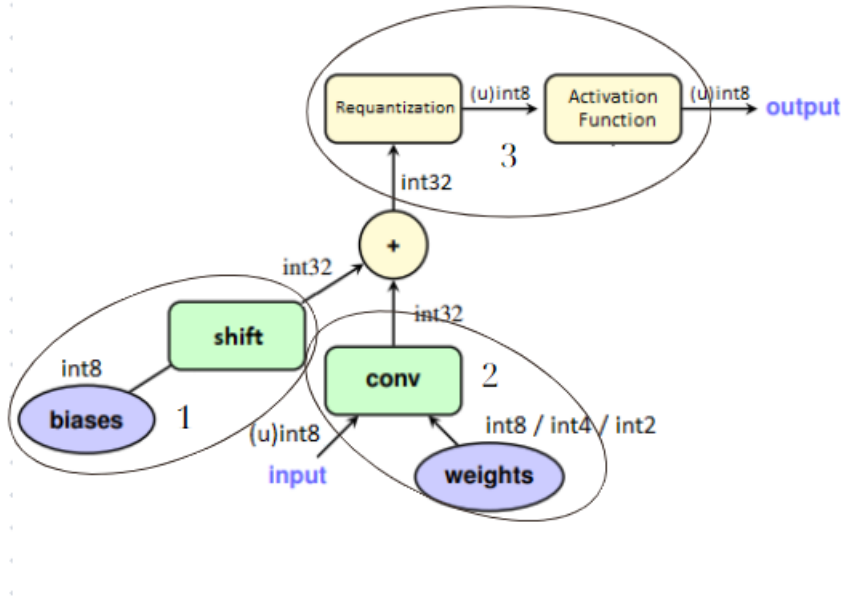 Requantization
(u)int8
Activation
Function
(u)int8
output
3
int32
+
int32
int32
shift
int8
biases
1
conv
2
(u)int8
int8 / int4 / int2
input
weights